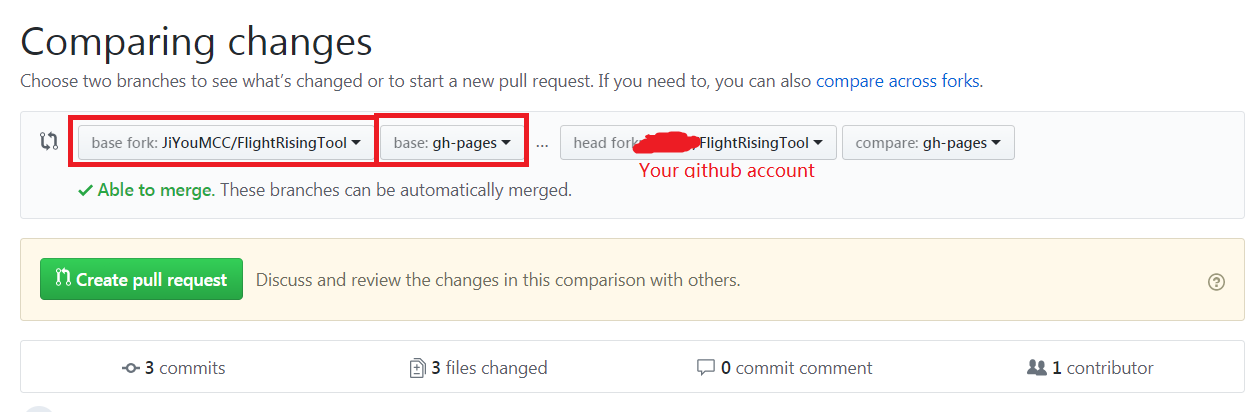 Comparing changes
Choose two branches to see what's changed or to start a new pull request. If you need to, you can also compare across forks.
base fork: JiYouMCC/FlightRisingTool base: gh-pages ... head fork: /FlightRisingTool compare: gh-pages
Your github account
Able to merge. These branches can be automatically merged.
Create pull request Discuss and review the changes in this comparison with others.
3 commits 3 files changed 0 commit comment 1 contributor